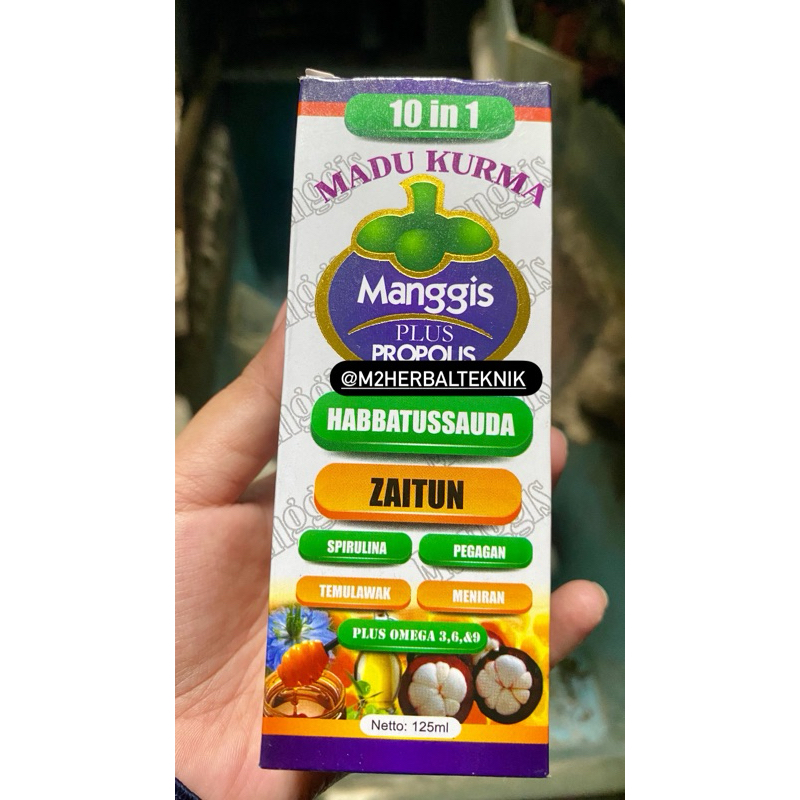 10 in 1
MADU KURMA
Manggis
PLUS
PROPOLIS
@M2HERBALTEKNIK
HABBATUSSAUDA
ZAITUN
SPIRULINA
PEGAGAN
TEMULAWAK
MENIRAN
PLUS OMEGA 3,6,&9
Netto: 125ml